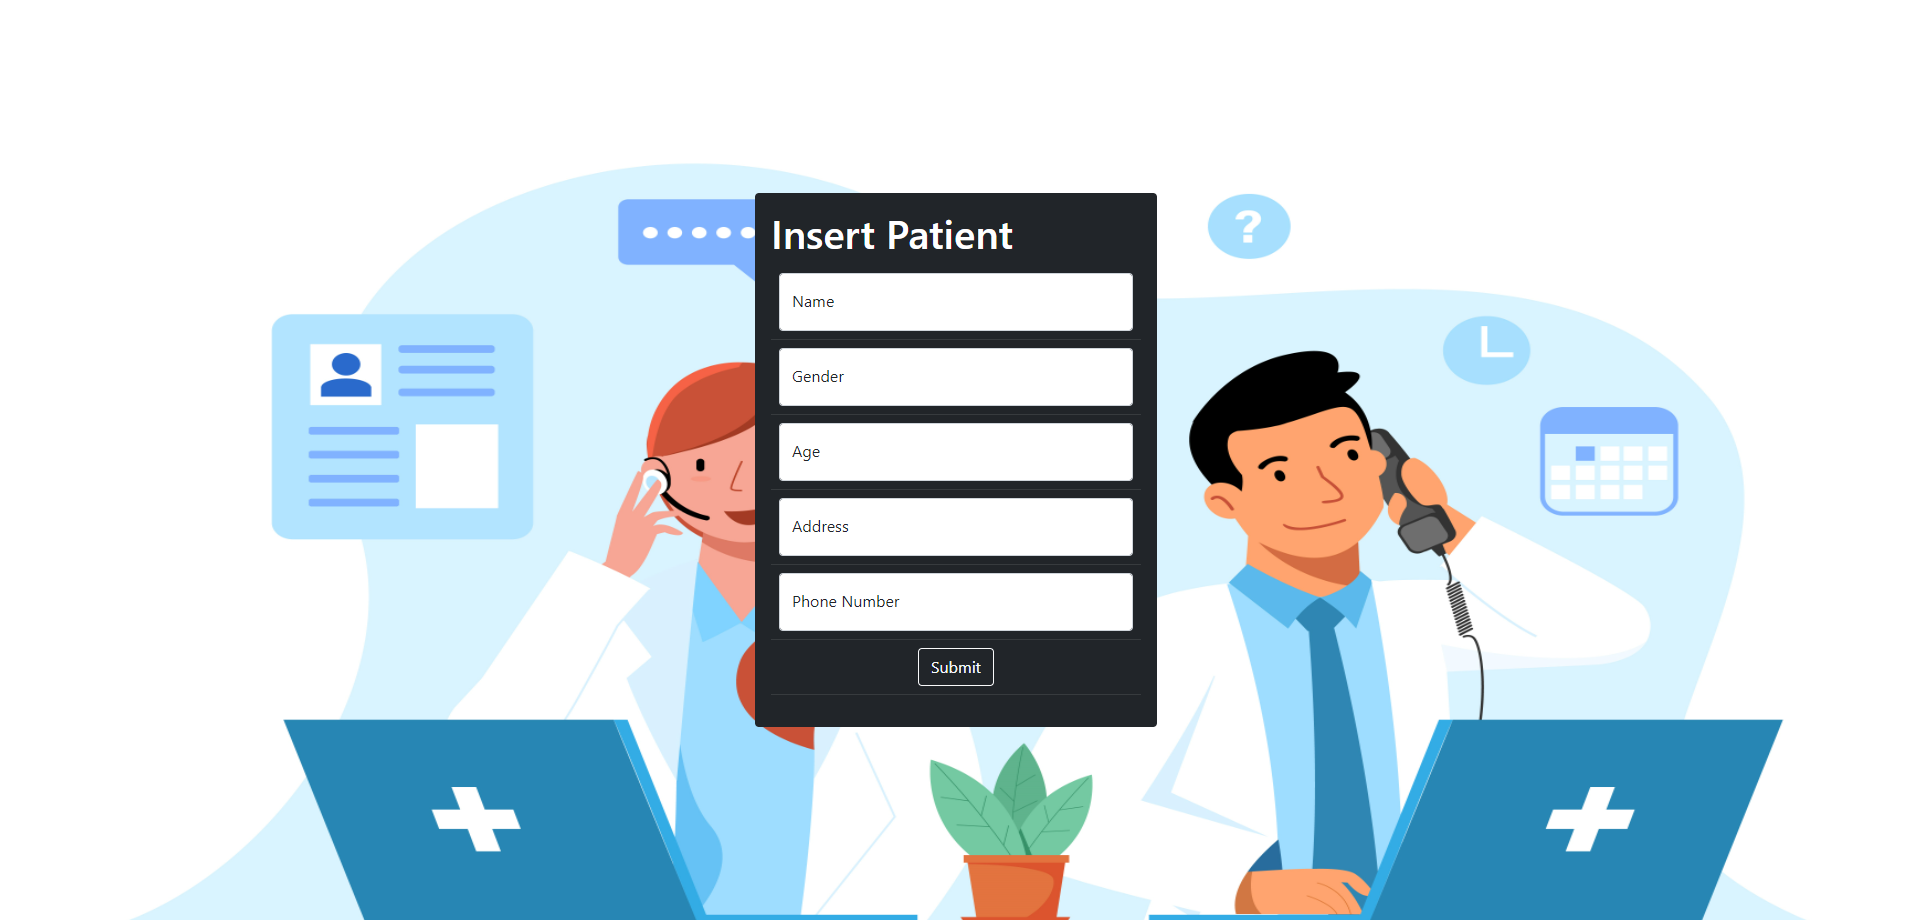 ?
Insert Patient
Name
Gender
Age
Address
Phone Number
Submit